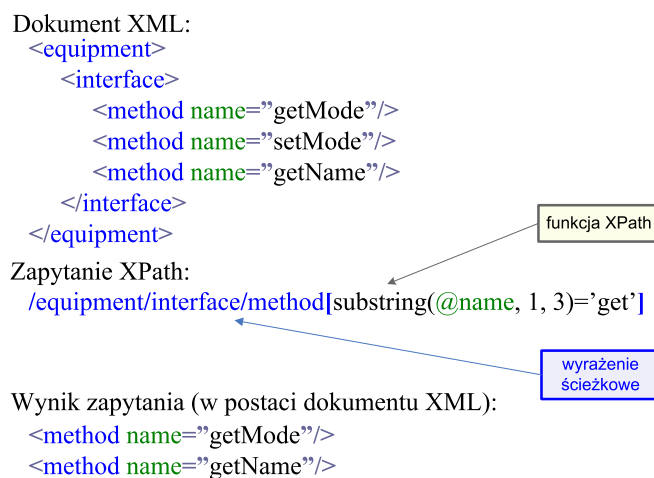 Dokument XML:
<equipment>
<interface>
<method name=”getMode”/>
<method name=”setMode”/>
<method name=”getName”/>
</interface>
</equipment>
funkcja XPath
Zapytanie XPath:
/equipment/interface/method[substring(@name, 1, 3)=’get’]
wyrażenie
ścieżkowe
Wynik zapytania (w postaci dokumentu XML):
<method name=”getMode”/>
<method name=”getName”/>